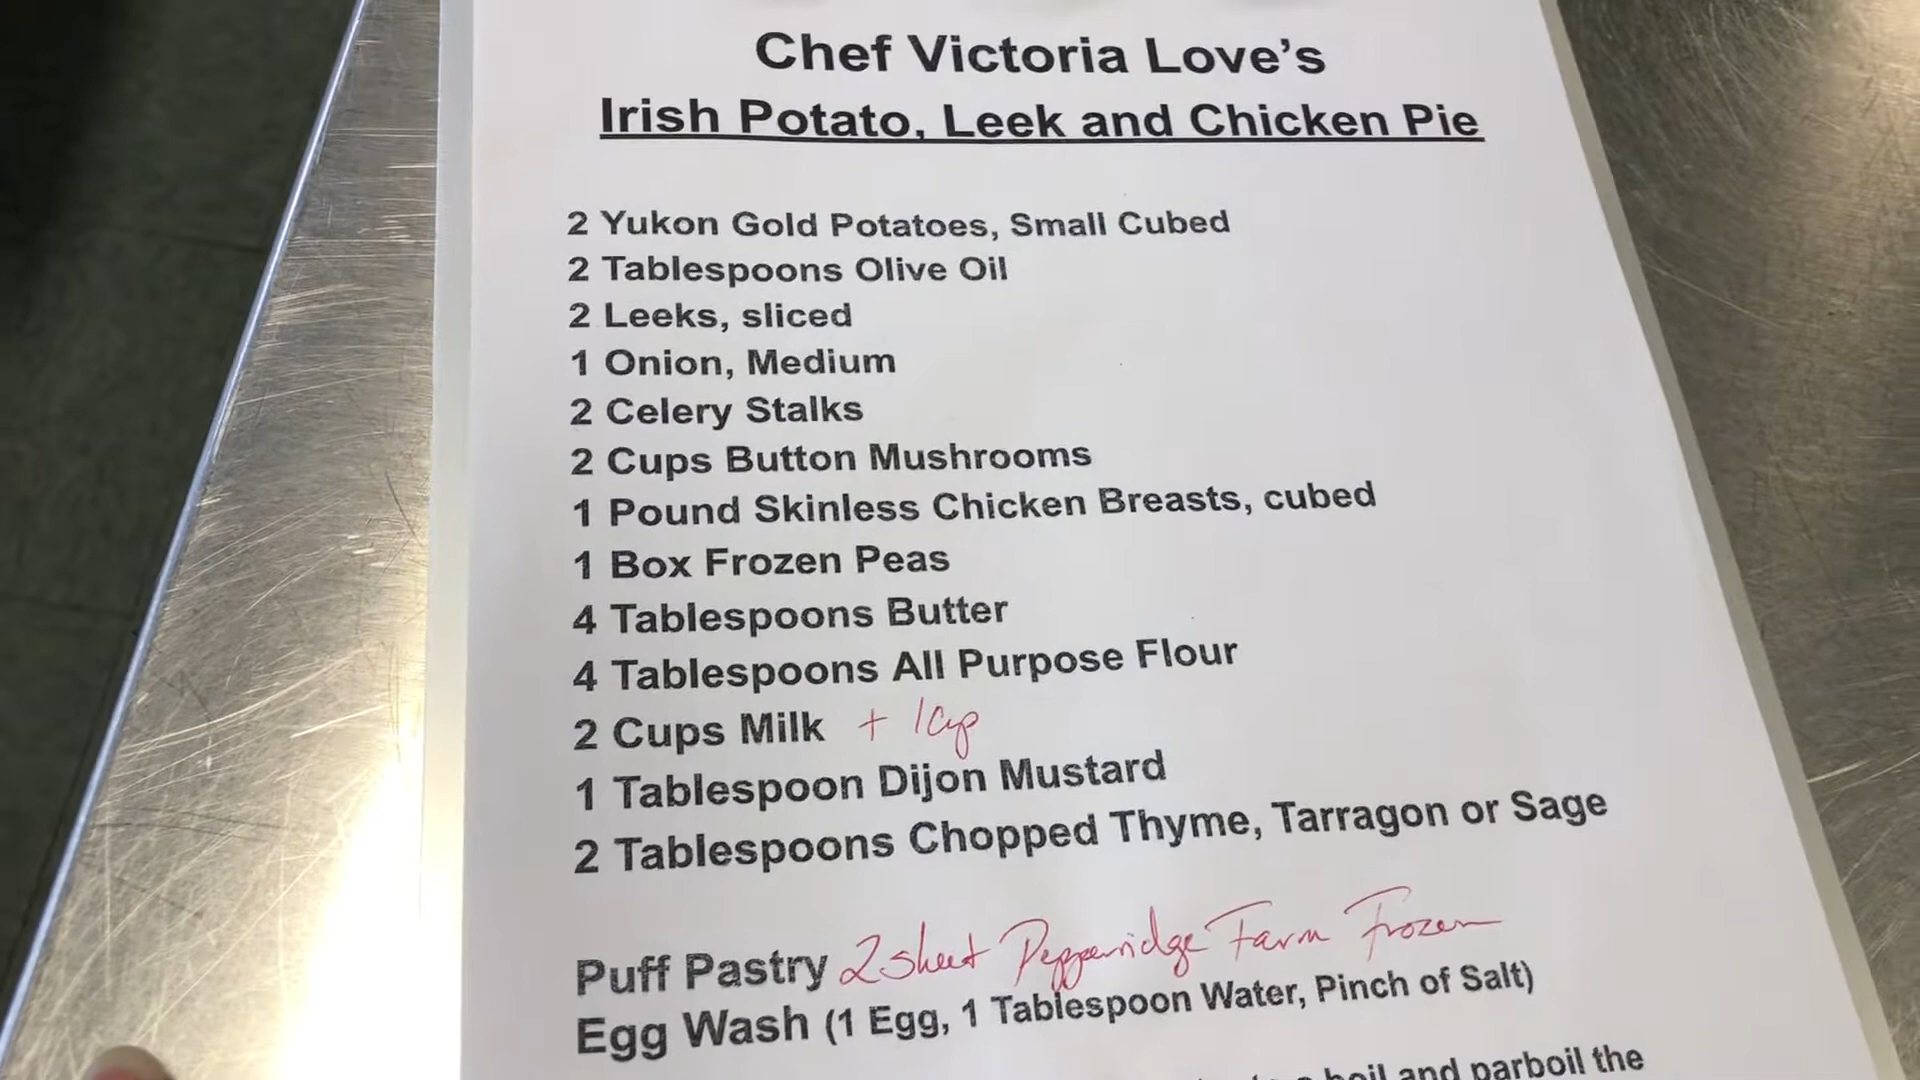 Chef Victoria Love's
Irish Potato, Leek and Chicken Pie
2 Yukon Gold Potatoes, Small Cubed
2 Tablespoons Olive Oil
2 Leeks, sliced
1 Onion, Medium
2 Celery Stalks
2 Cups Button Mushrooms
1 Pound Skinless Chicken Breasts, cubed
1 Box Frozen Peas
4 Tablespoons Butter
4 Tablespoons All Purpose Flour
2 Cups Milk + 1 Cup
1 Tablespoon Dijon Mustard
2 Tablespoons Chopped Thyme, Tarragon or Sage
Puff Pastry 2 sheet Pepperidge Farm Frozen
Egg Wash (1 Egg, 1 Tablespoon Water, Pinch of Salt)
boil and parboil the